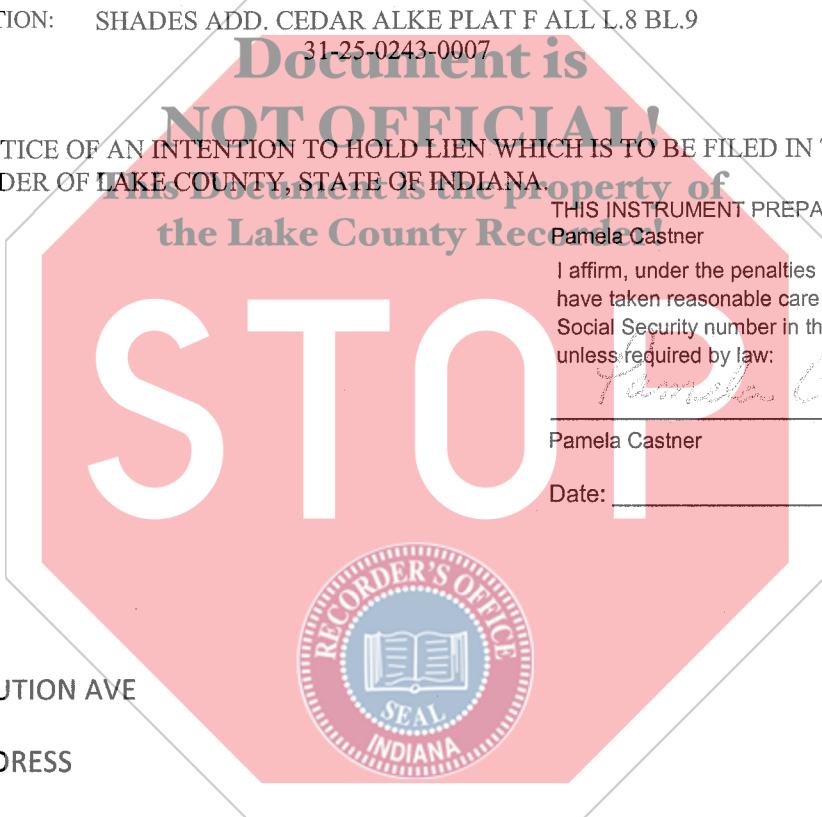 TION: SHADES ADD. CEDAR ALKE PLAT F ALL L.8 BL.9
31-25-0243-0007
Document is
NOT OFFICIAL!
TICE OF AN INTENTION TO HOLD LIEN WHICH IS TO BE FILED IN
DER OF LAKE COUNTY, STATE OF INDIANA.
This Document is the property of
the Lake County Recorder!
THIS INSTRUMENT PREPA
Pamela Castner
I affirm, under the penalties
have taken reasonable care
Social Security number in th
unless required by law:
Pamela C
Pamela Castner
Date:
STOP
RECORDER'S OFFICE
SEAL
INDIANA
UTION AVE
DRESS